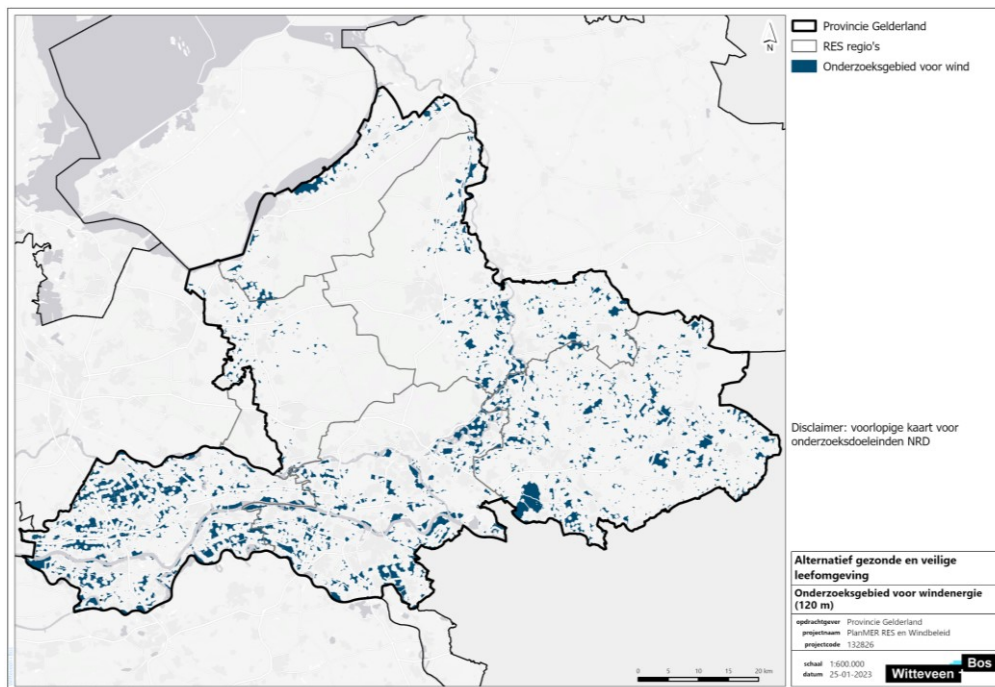 N
Provincie Gelderland
RES regio's
Onderzoeksgebied voor wind
Disclaimer: voorlopige kaart voor
onderzoeksdoeleinden NRD
Alternatief gezonde en veilige
leefomgeving
Onderzoeksgebied voor windenergie
(120 m)
opdrachtgever Provincie Gelderland
projectnaam PlanMER RES en Windbeleid
projectcode 132826
schaal 1:600.000
datum 25-01-2023
Witteveen + Bos
0 5 10 15 20 km